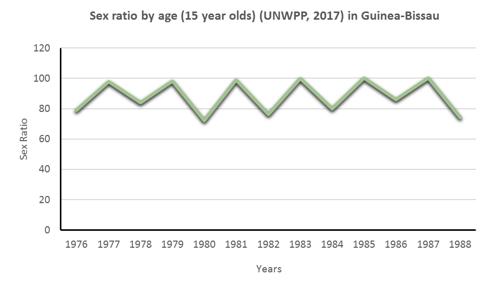 Sex ratio by age (15 year olds) (UNWPP, 2017) in Guinea-Bissau
120
100
80
60
40
20
0
Sex Ratio
1976 1977 1978 1979 1980 1981 1982 1983 1984 1985 1986 1987 1988
Years